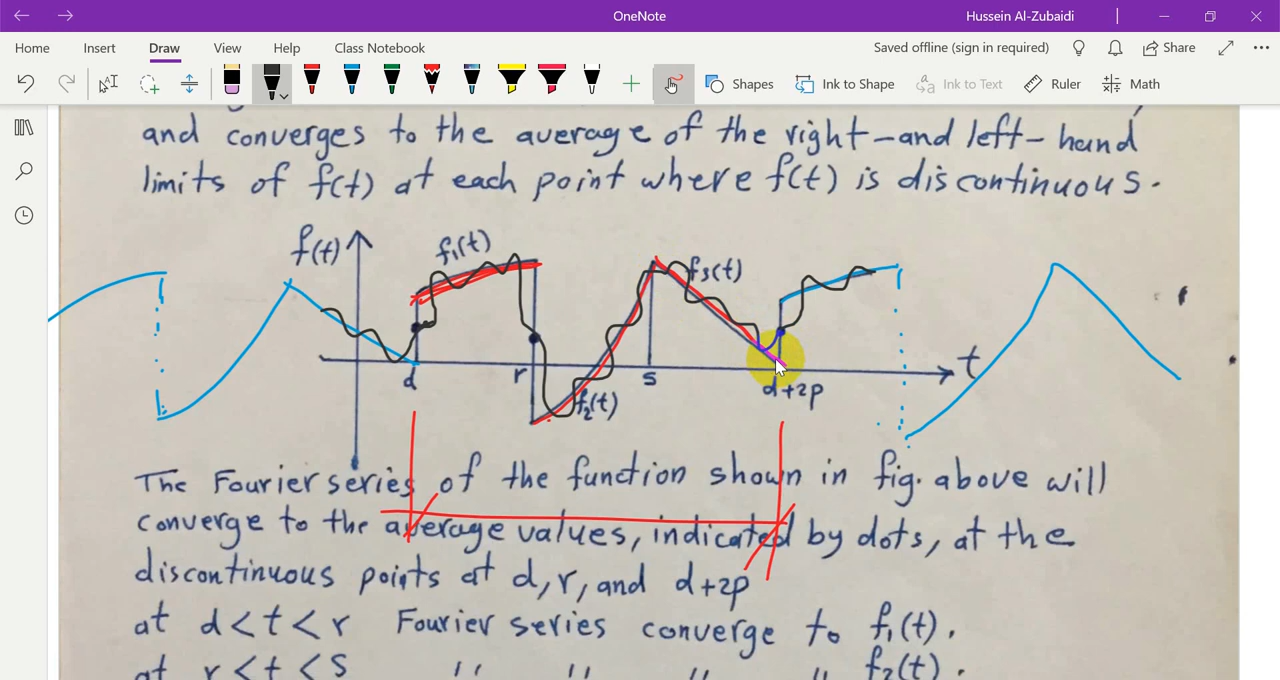 OneNote
Hussein Al-Zubaidi
Home Insert Draw View Help Class Notebook
Saved offline (sign in required) Share
Shapes Ink to Shape Ink to Text Ruler Math
and converges to the average of the right-and left-hand
limits of f(t) at each point where f(t) is discontinuous.
f(t) f₁(t) f₃(t)
t
d r s d+2p
f₂(t)
The Fourier series of the function shown in fig. above will
converge to the average values, indicated by dots, at the
discontinuous points at d, r, and d+2p
at d<t<r Fourier series converge to f₁(t).
at r<t<s '' '' '' '' f₂(t).